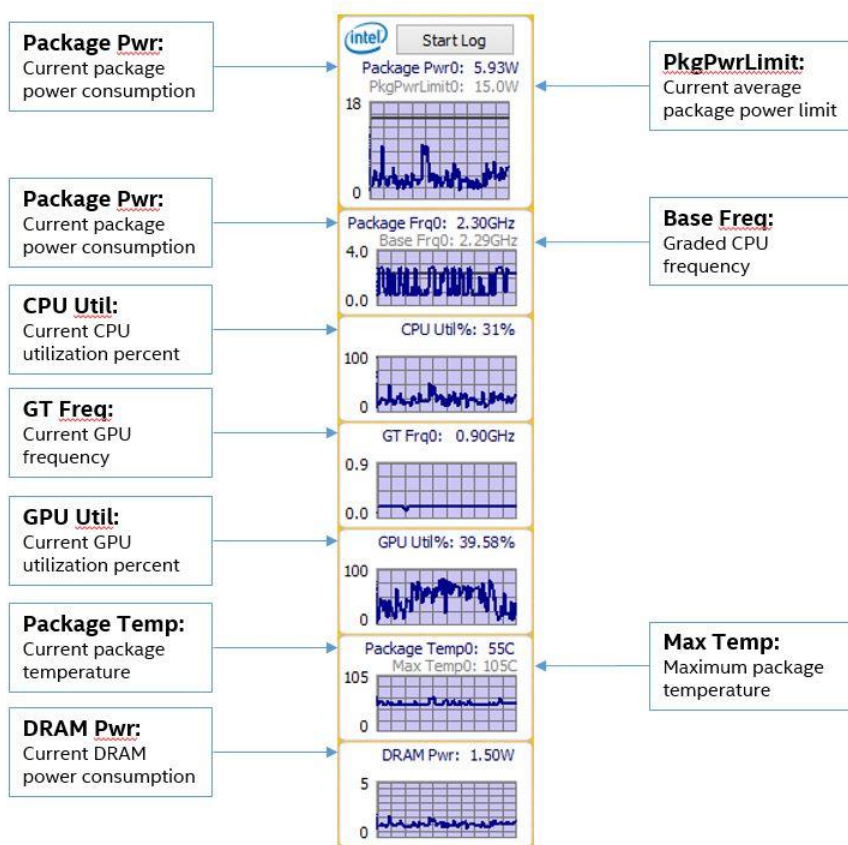 Package Pwr:
Current package
power consumption
Package Pwr:
Current package
power consumption
CPU Util:
Current CPU
utilization percent
GT Freq:
Current GPU
frequency
GPU Util:
Current GPU
utilization percent
Package Temp:
Current package
temperature
DRAM Pwr:
Current DRAM
power consumption
intel
Start Log
Package Pwr0: 5.93W
PkgPwrLimit0: 15.0W
18
0
Package Frq0: 2.30GHz
Base Frq0: 2.29GHz
4.0
0.0
CPU Util%: 31%
100
0
GT Frq0: 0.90GHz
0.9
0.0
GPU Util%: 39.58%
100
0
Package Temp0: 55C
Max Temp0: 105C
105
0
DRAM Pwr: 1.50W
5
0
PkgPwrLimit:
Current average
package power limit
Base Freq:
Graded CPU
frequency
Max Temp:
Maximum package
temperature